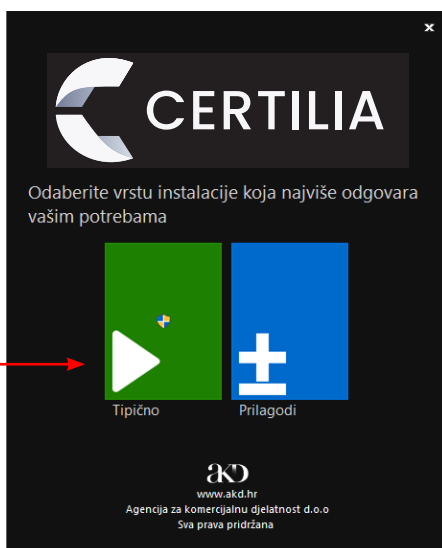 x
CERTILIA
Odaberite vrstu instalacije koja najviše odgovara
vašim potrebama
Tipično
Prilagodi
akd
www.akd.hr
Agencija za komercijalnu djelatnost d.o.o
Sva prava pridržana